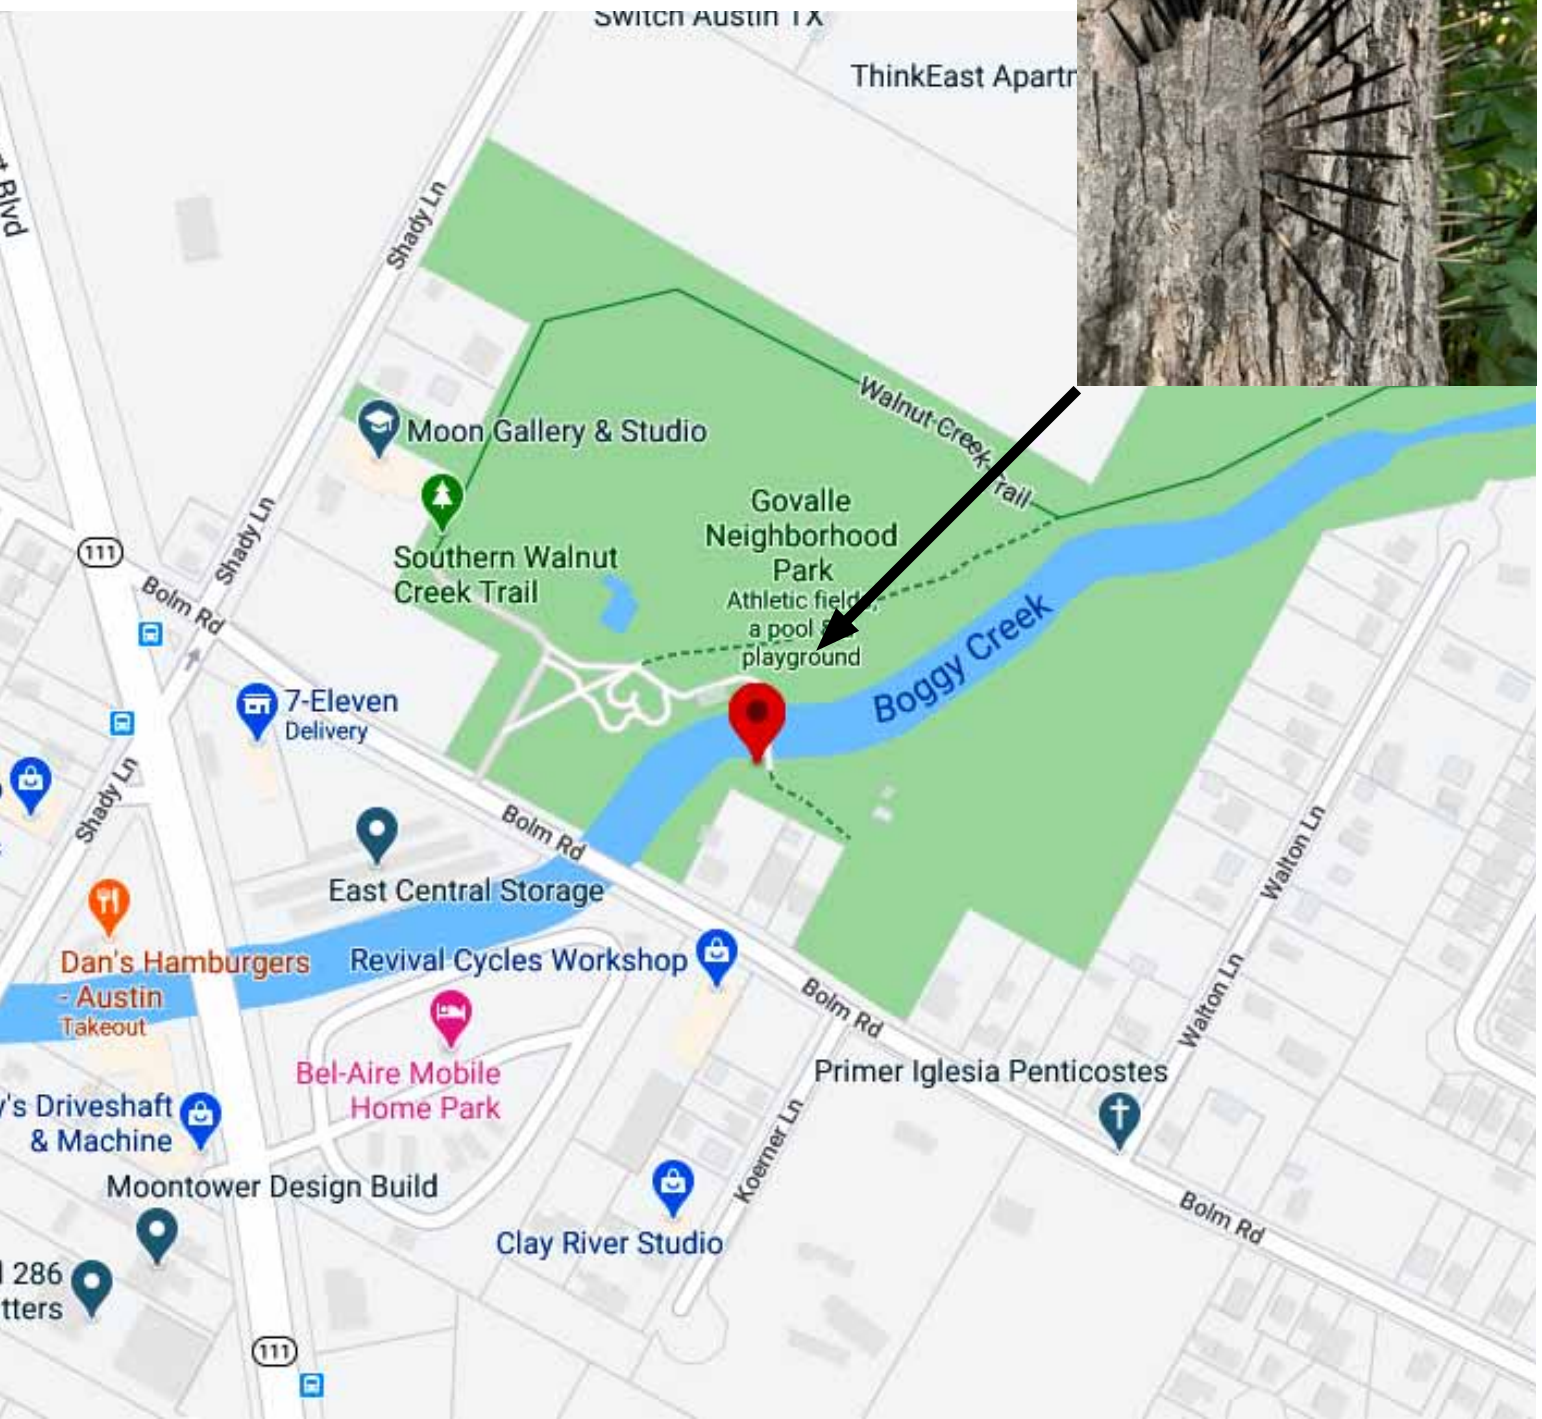 Switch Austin TX
ThinkEast Apartr
t Blvd
Shady Ln
Walnut Creek Trail
Moon Gallery & Studio
Govalle
Neighborhood
Park
Athletic fields,
a pool &
playground
Southern Walnut
Creek Trail
111
Shady Ln
Bolm Rd
Boggy Creek
7-Eleven
Delivery
Shady Ln
Bolm Rd
Walton Ln
East Central Storage
Dan's Hamburgers
- Austin
Takeout
Revival Cycles Workshop
Bolm Rd
Walton Ln
Bel-Aire Mobile
Home Park
Primer Iglesia Penticostes
y's Driveshaft
& Machine
Koerner Ln
Moontower Design Build
Bolm Rd
Clay River Studio
286
tters
111